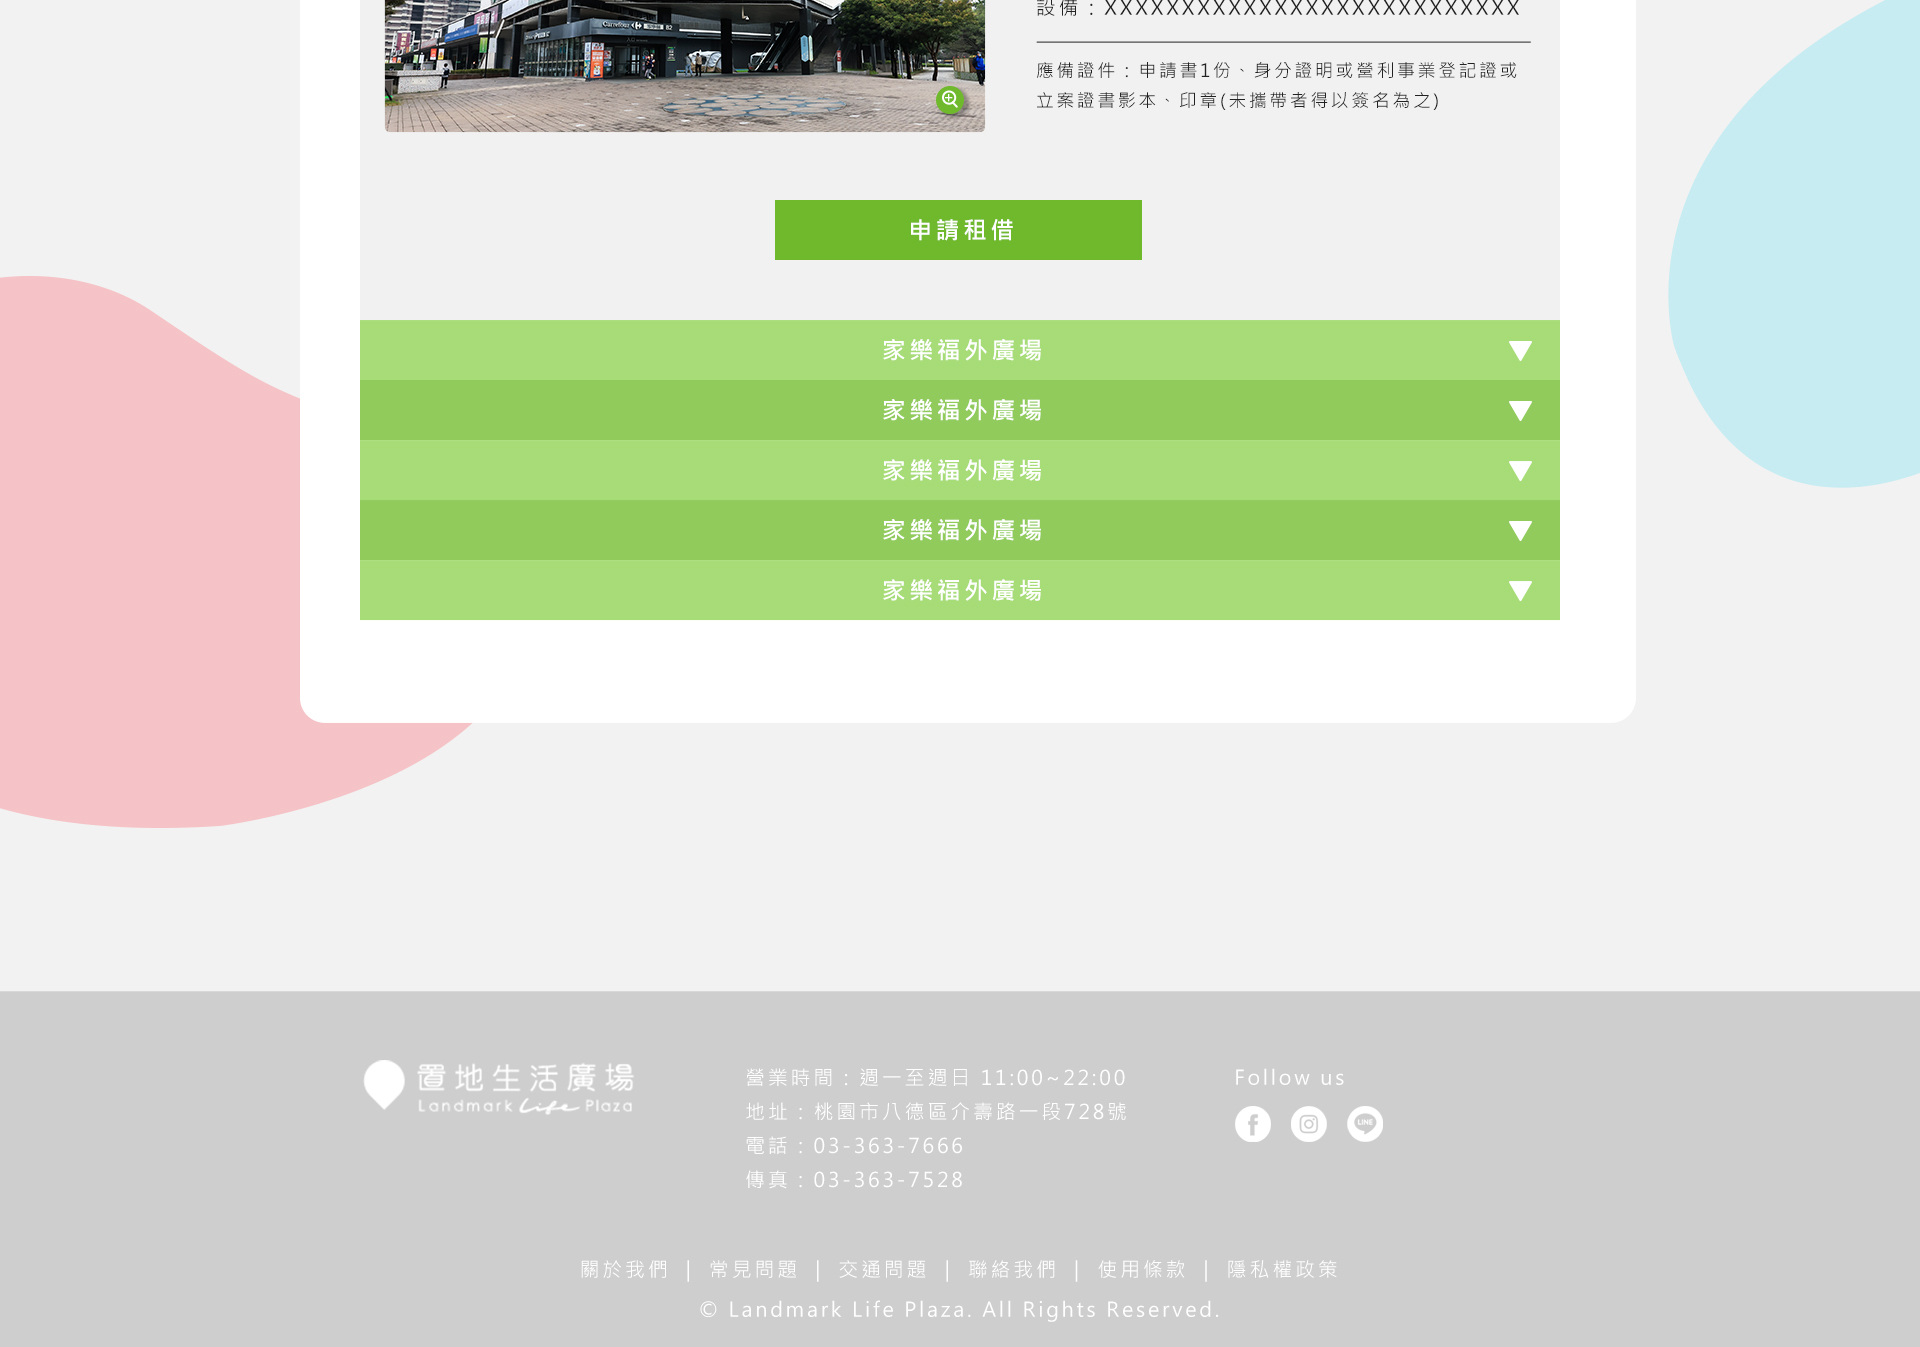 Carrefour
B2
設備：XXXXXXXXXXXXXXXXXXXXXXXXXXX
應備證件：申請書1份、身分證明或營利事業登記證或
立案證書影本、印章(未攜帶者得以簽名為之)
申請租借
家樂福外廣場
家樂福外廣場
家樂福外廣場
家樂福外廣場
家樂福外廣場
置地生活廣場
Landmark Life Plaza
營業時間：週一至週日 11:00~22:00
地址：桃園市八德區介壽路一段728號
電話：03-363-7666
傳真：03-363-7528
Follow us
LINE
關於我們 | 常見問題 | 交通問題 | 聯絡我們 | 使用條款 | 隱私權政策
© Landmark Life Plaza. All Rights Reserved.